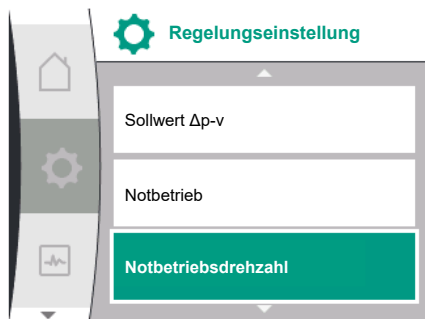 Regelungseinstellung
Sollwert Δp-v
Notbetrieb
Notbetriebsdrehzahl